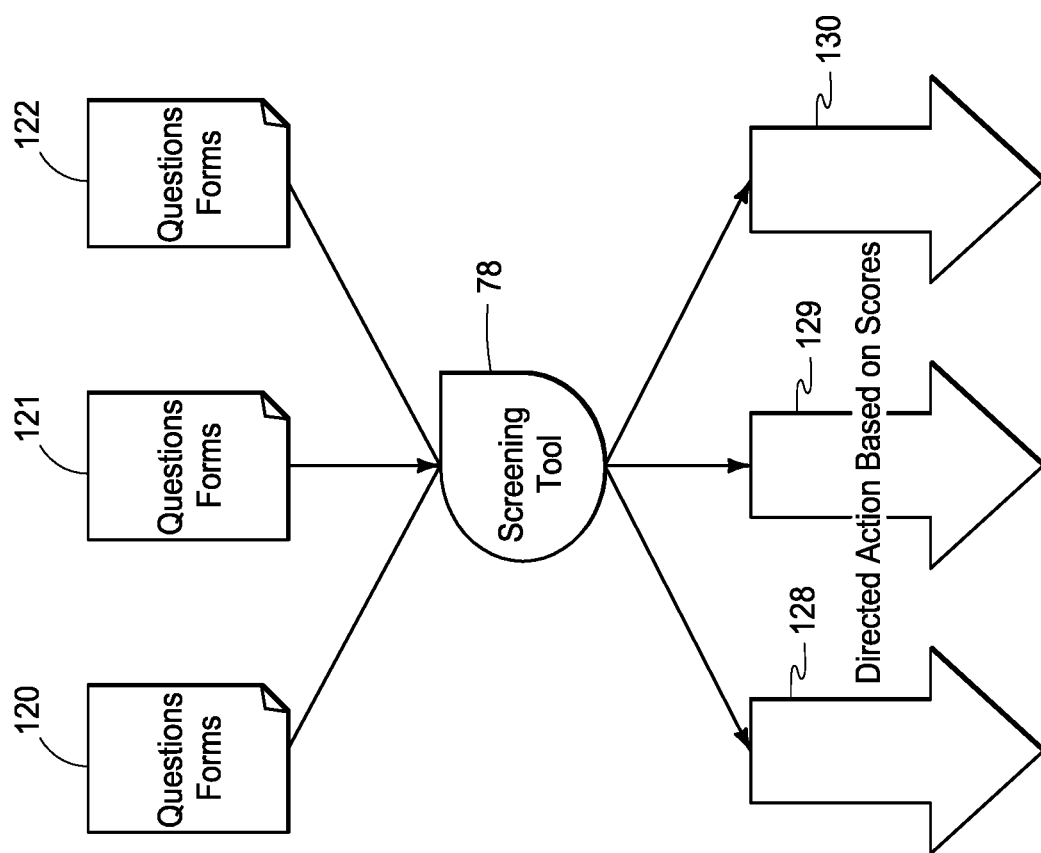 120
121
122
Questions
Forms
Questions
Forms
Questions
Forms
78
Screening
Tool
128
129
130
Directed Action Based on Scores